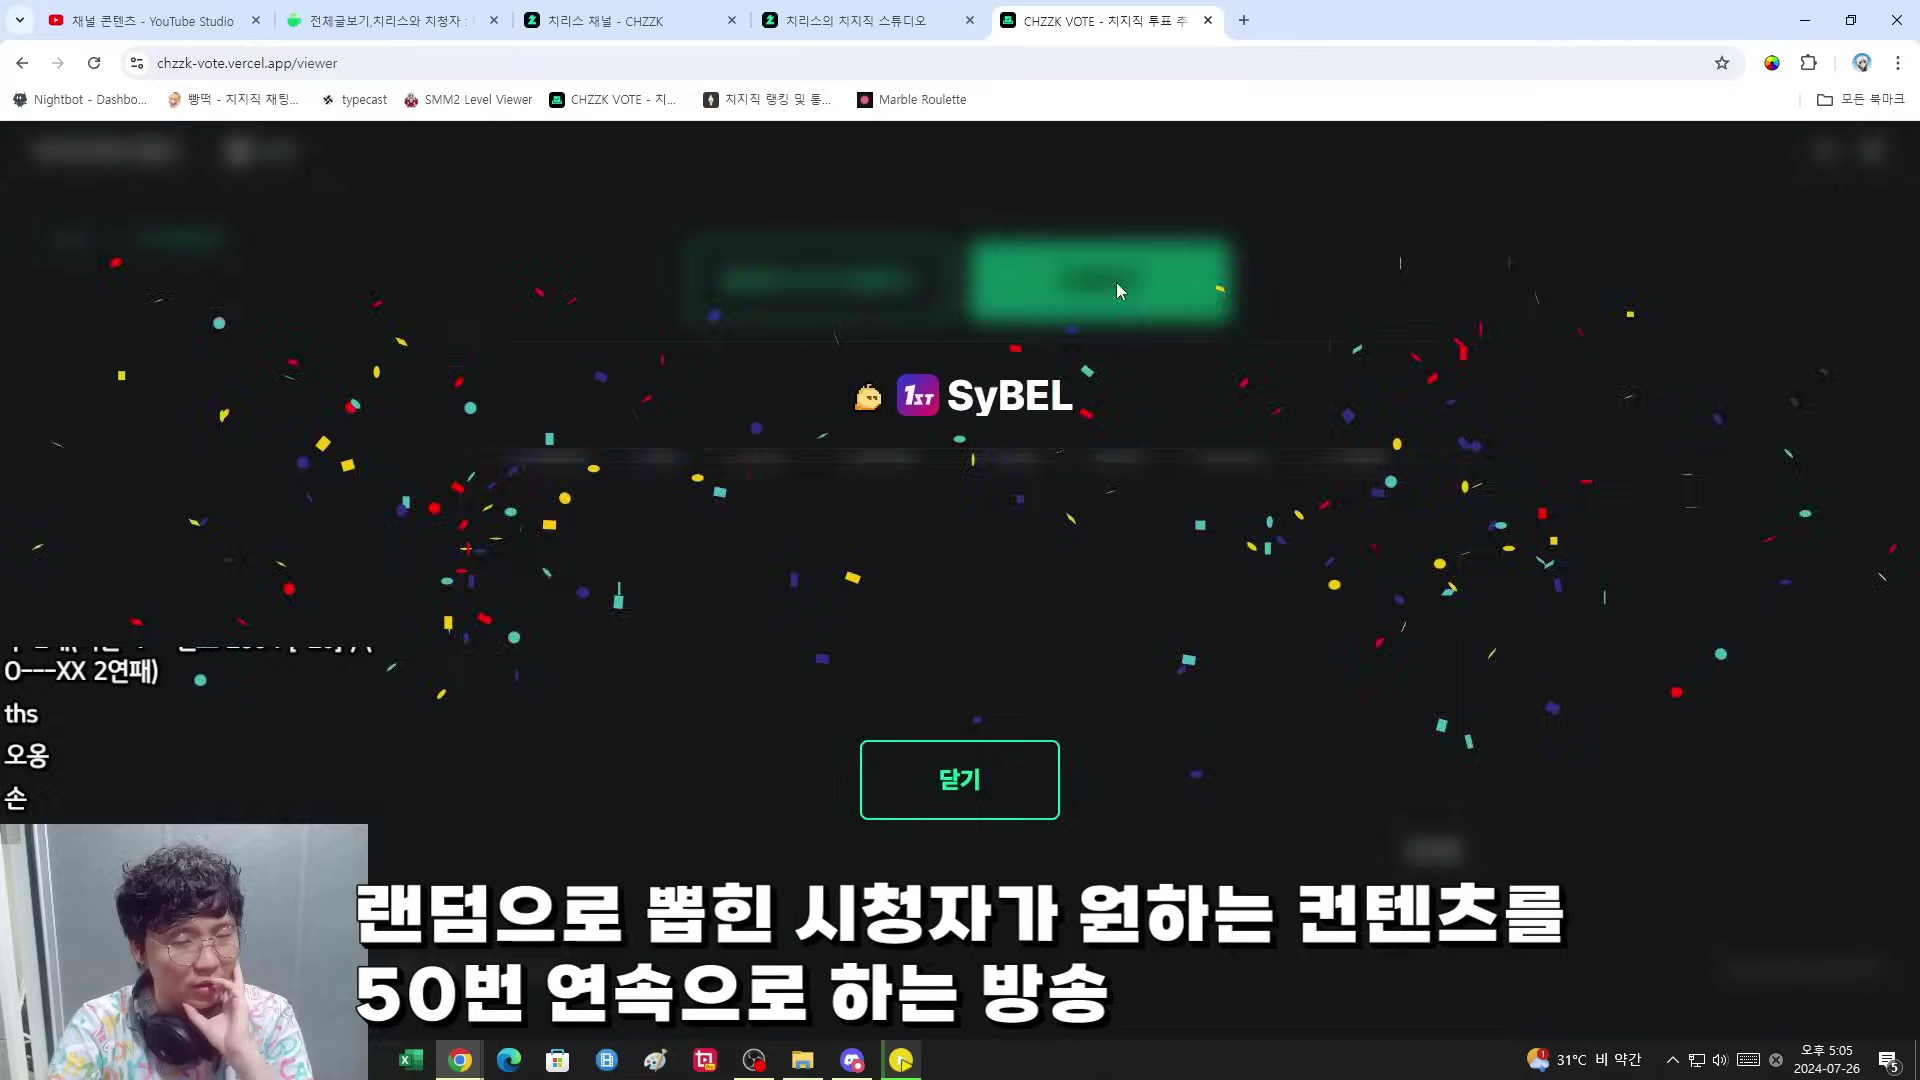 채널 콘텐츠 - YouTube Studio
전체글보기,치리스와 치청자 :
치리스 채널 - CHZZK
치리스의 치지직 스튜디오
CHZZK VOTE - 치지직 투표 추
chzzk-vote.vercel.app/viewer
Nightbot - Dashbo...
빵떡 - 치지직 채팅...
typecast
SMM2 Level Viewer
CHZZK VOTE - 치...
치지직 랭킹 및 통...
Marble Roulette
모든 북마크
1ST SyBEL
O---XX 2연패)
ths
오옹
손
닫기
랜덤으로 뽑힌 시청자가 원하는 컨텐츠를
50번 연속으로 하는 방송
31°C 비 약간
오후 5:05
2024-07-26
5